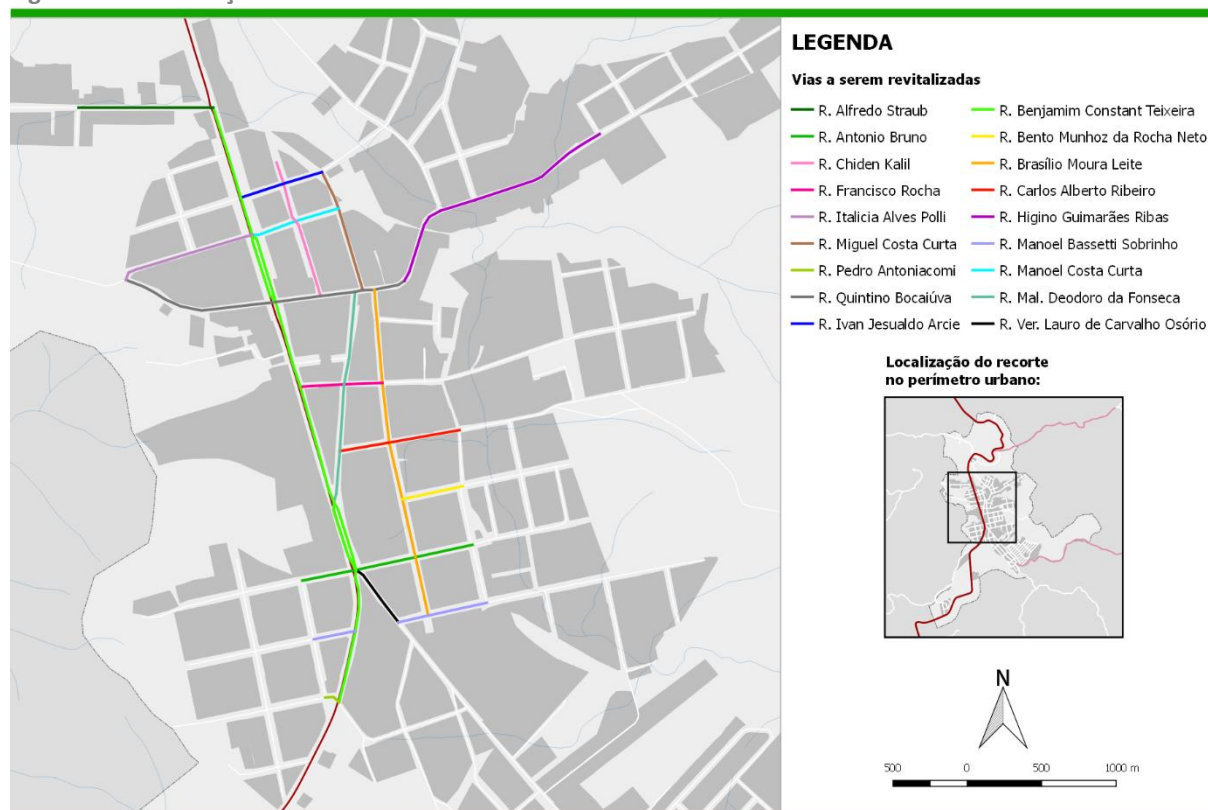 LEGENDA
Vias a serem revitalizadas
R. Alfredo Straub
R. Antonio Bruno
R. Chiden Kalil
R. Francisco Rocha
R. Italicia Alves Polli
R. Miguel Costa Curta
R. Pedro Antoniacomi
R. Quintino Bocaiúva
R. Ivan Jesualdo Arcie
R. Benjamim Constant Teixeira
R. Bento Munhoz da Rocha Neto
R. Brasílio Moura Leite
R. Carlos Alberto Ribeiro
R. Higino Guimarães Ribas
R. Manoel Bassetti Sobrinho
R. Manoel Costa Curta
R. Mal. Deodoro da Fonseca
R. Ver. Lauro de Carvalho Osório
Localização do recorte
no perímetro urbano:
N
500 0 500 1000 m